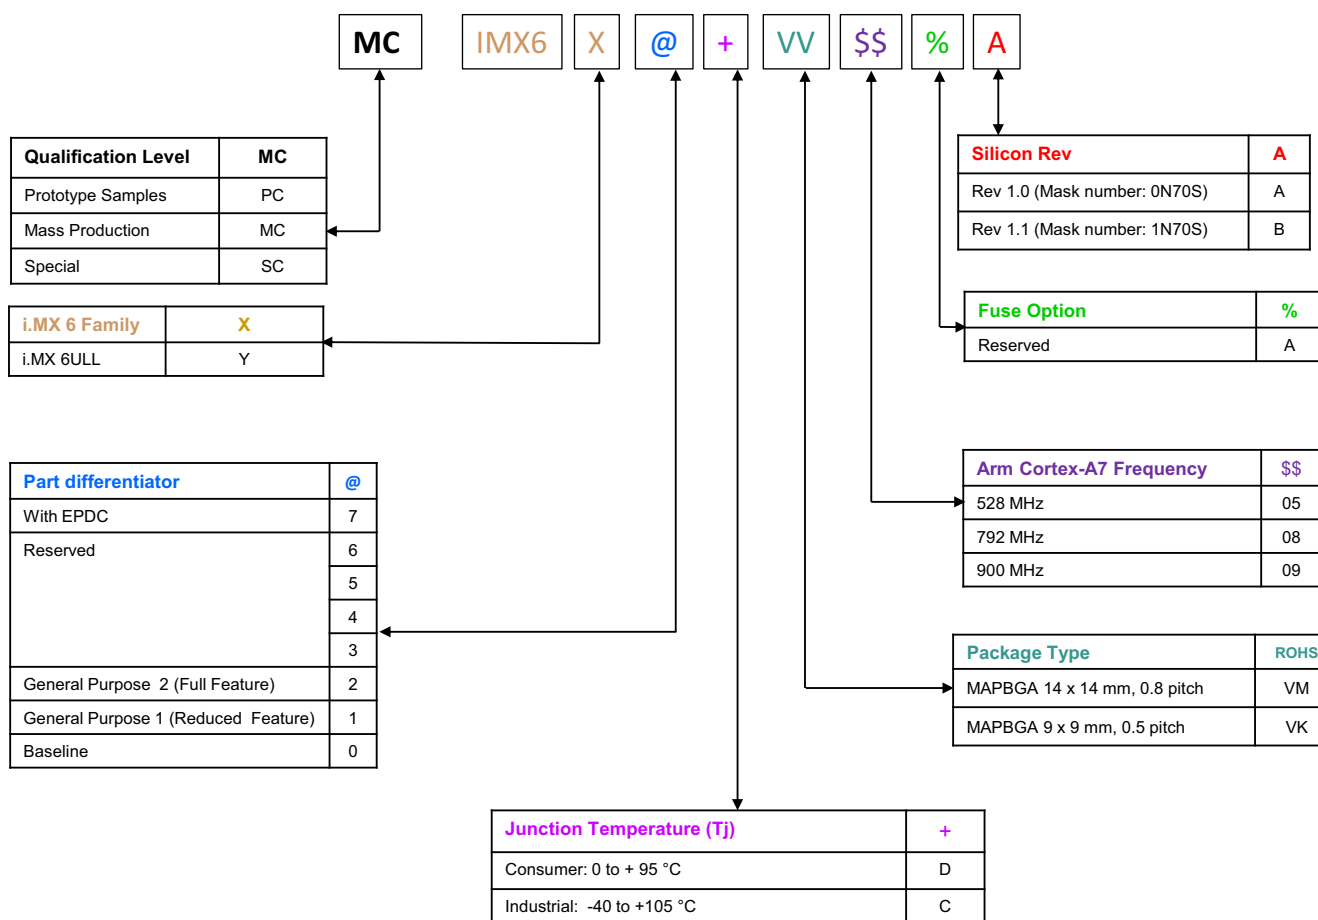 MC IMX6 X @ + VV $$ % A
Qualification Level MC
Prototype Samples PC
Mass Production MC
Special SC
Silicon Rev A
Rev 1.0 (Mask number: 0N70S) A
Rev 1.1 (Mask number: 1N70S) B
i.MX 6 Family X
i.MX 6ULL Y
Fuse Option %
Reserved A
Part differentiator @
With EPDC 7
Reserved 6
5
4
3
General Purpose 2 (Full Feature) 2
General Purpose 1 (Reduced Feature) 1
Baseline 0
Arm Cortex-A7 Frequency $$
528 MHz 05
792 MHz 08
900 MHz 09
Package Type ROHS
MAPBGA 14 x 14 mm, 0.8 pitch VM
MAPBGA 9 x 9 mm, 0.5 pitch VK
Junction Temperature (Tj) +
Consumer: 0 to + 95 °C D
Industrial: -40 to +105 °C C